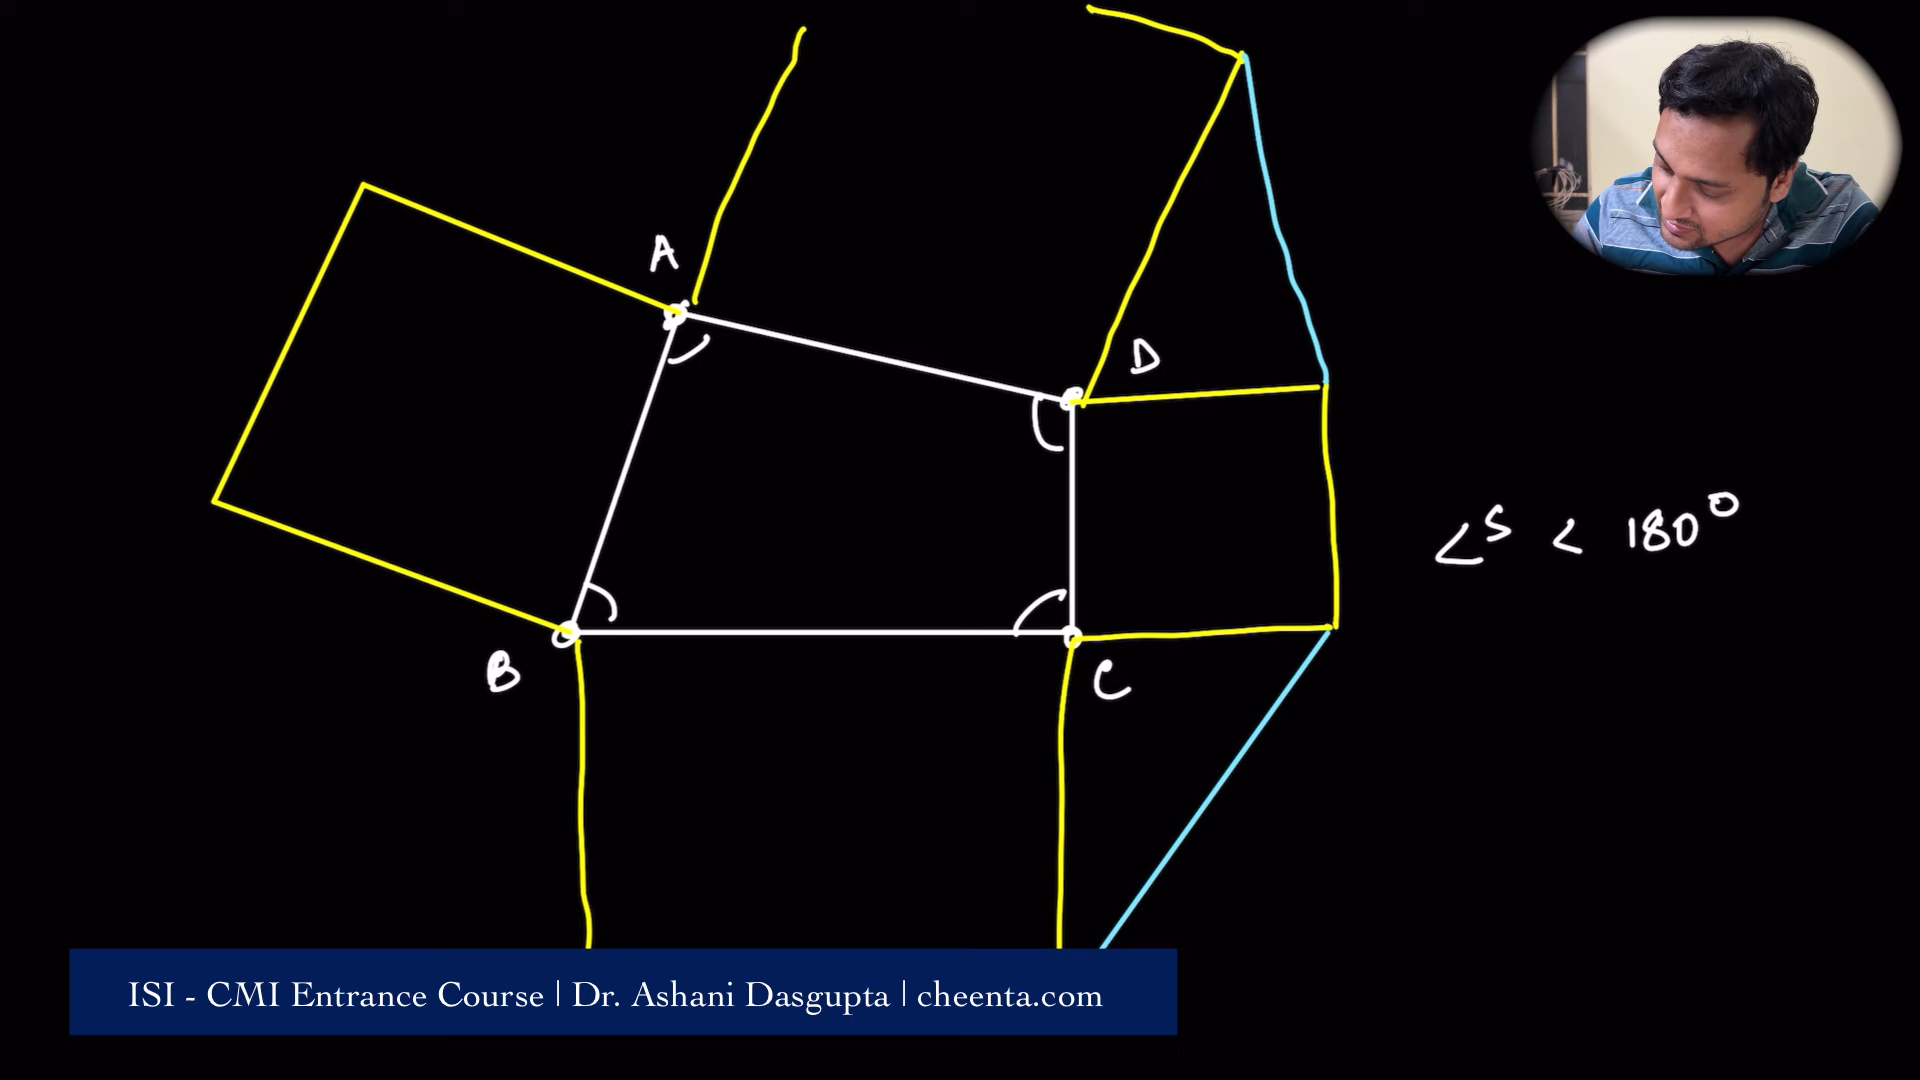 A
D
∠s < 180°
B
C
ISI - CMI Entrance Course | Dr. Ashani Dasgupta | cheenta.com